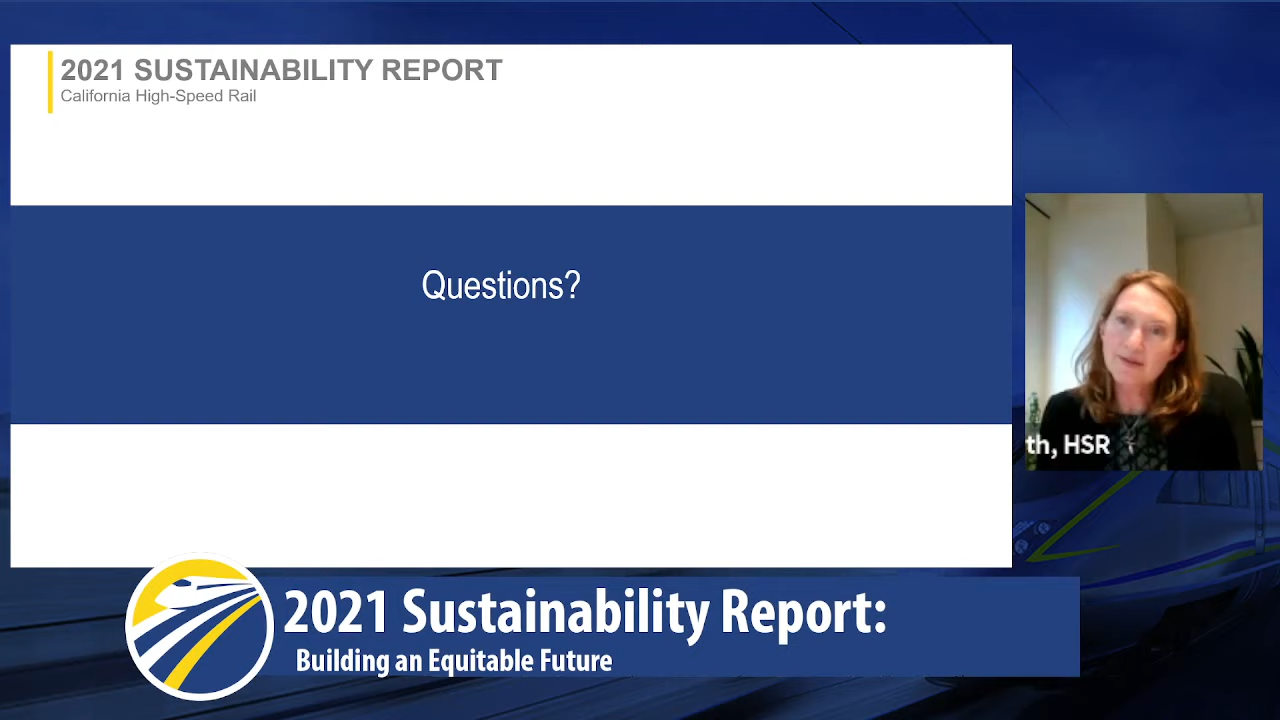 2021 SUSTAINABILITY REPORT
California High-Speed Rail
Questions?
th, HSR
2021 Sustainability Report:
Building an Equitable Future